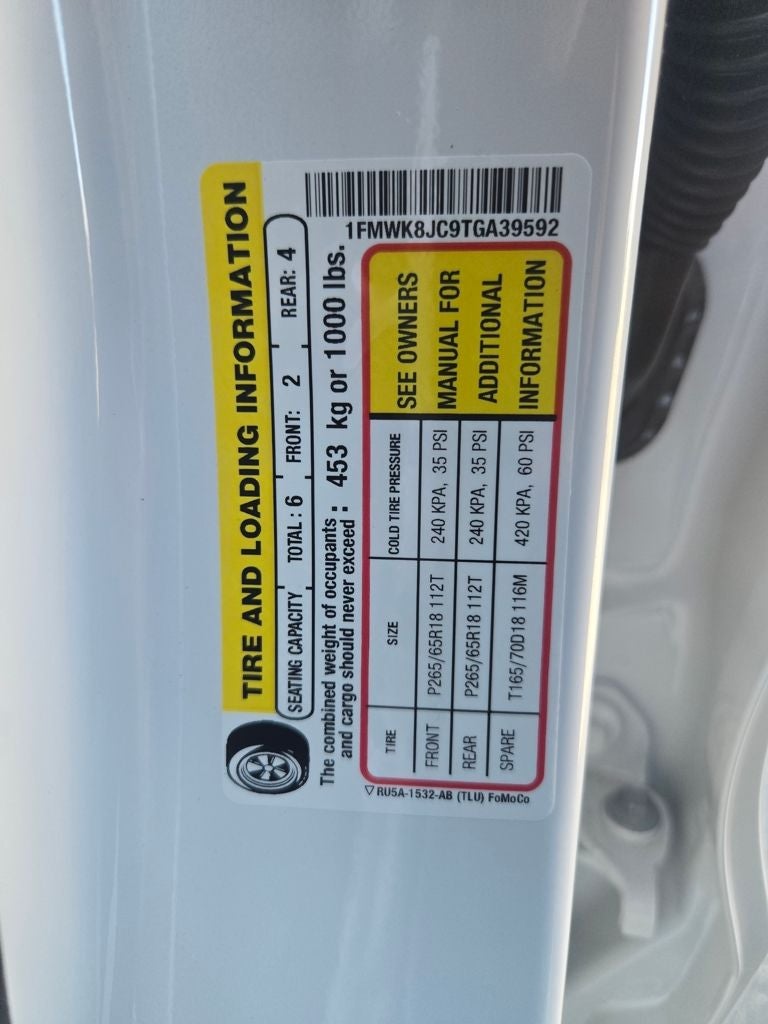 TIRE AND LOADING INFORMATION
SEATING CAPACITY TOTAL: 6 FRONT: 2 REAR: 4
The combined weight of occupants
and cargo should never exceed : 453 kg or 1000 lbs.
TIRE SIZE COLD TIRE PRESSURE
FRONT P265/65R18 112T 240 KPA, 35 PSI
REAR P265/65R18 112T 240 KPA, 35 PSI
SPARE T165/70D18 116M 420 KPA, 60 PSI
SEE OWNERS
MANUAL FOR
ADDITIONAL
INFORMATION
RU5A-1532-AB (TLU) FoMoCo
1FMWK8JC9TGA39592